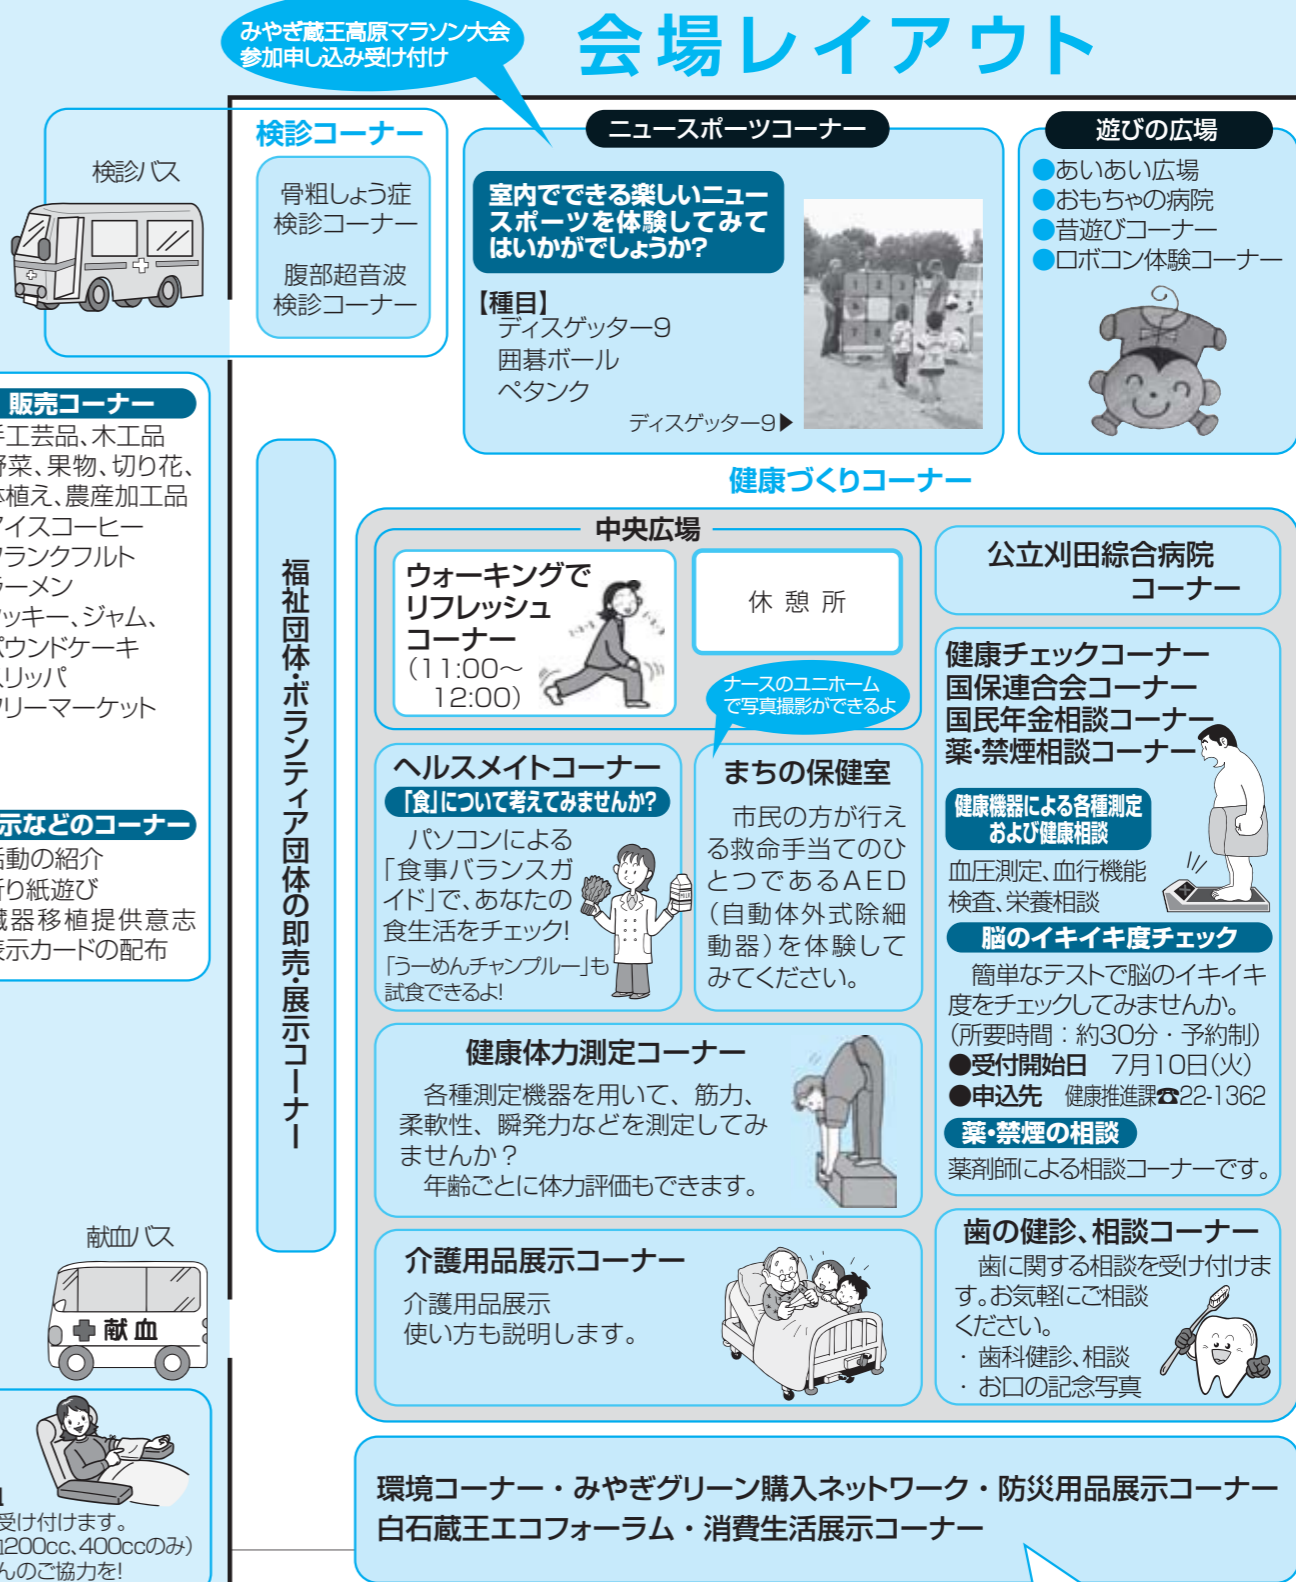 みやぎ蔵王高原マラソン大会
参加申し込み受け付け
会場レイアウト
検診バス
検診コーナー
骨粗しょう症
検診コーナー
腹部超音波
検診コーナー
ニュースポーツコーナー
室内でできる楽しいニュー
スポーツを体験してみて
はいかがでしょうか?
【種目】
ディスゲッター9
囲碁ボール
ペタンク
ディスゲッター9▶
遊びの広場
●あいあい広場
●おもちゃの病院
●昔遊びコーナー
●ロボコン体験コーナー
販売コーナー
手工芸品、木工品
野菜、果物、切り花、
鉢植え、農産加工品
アイスコーヒー
フランクフルト
ラーメン
クッキー、ジャム、
パウンドケーキ
スリッパ
フリーマーケット
示などのコーナー
活動の紹介
折り紙遊び
臓器移植提供意志
表示カードの配布
福祉団体・ボランティア団体の即売・展示コーナー
健康づくりコーナー
中央広場
ウォーキングで
リフレッシュ
コーナー
(11:00〜
12:00)
休憩所
ナースのユニホーム
で写真撮影ができるよ
ヘルスメイトコーナー
「食」について考えてみませんか?
パソコンによる
「食事バランスガ
イド」で、あなたの
食生活をチェック!
「うーめんチャンプルー」も
試食できるよ!
まちの保健室
市民の方が行え
る救命手当てのひ
とつであるAED
(自動体外式除細
動器)を体験して
みてください。
健康体力測定コーナー
各種測定機器を用いて、筋力、
柔軟性、瞬発力などを測定してみ
ませんか？
年齢ごとに体力評価もできます。
介護用品展示コーナー
介護用品展示
使い方も説明します。
公立刈田綜合病院
コーナー
健康チェックコーナー
国保連合会コーナー
国民年金相談コーナー
薬・禁煙相談コーナー
健康機器による各種測定
および健康相談
血圧測定、血行機能
検査、栄養相談
脳のイキイキ度チェック
簡単なテストで脳のイキイキ
度をチェックしてみませんか。
(所要時間：約30分・予約制)
●受付開始日　7月10日(火)
●申込先　健康推進課☎22-1362
薬・禁煙の相談
薬剤師による相談コーナーです。
歯の健診、相談コーナー
歯に関する相談を受け付けま
す。お気軽にご相談
ください。
・歯科健診、相談
・お口の記念写真
献血バス
献血
受け付けます。
200cc、400ccのみ)
んのご協力を!
環境コーナー・みやぎグリーン購入ネットワーク・防災用品展示コーナー
白石蔵王エコフォーラム・消費生活展示コーナー